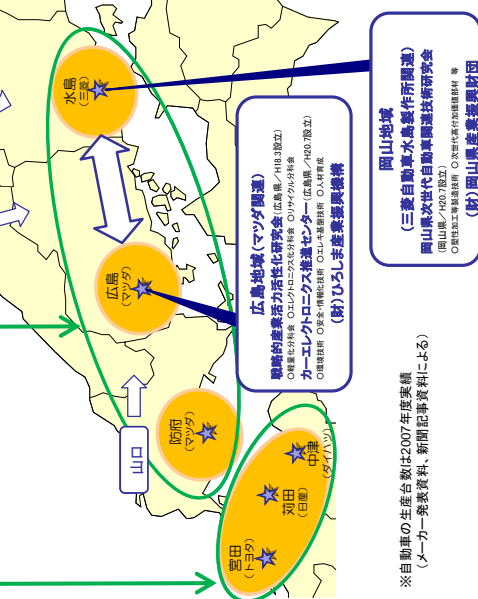 水島
（三菱）
広島
（マツダ）
防府
（マツダ）
山口
中津
（ダイハツ）
苅田
（日産）
宮田
（トヨタ）
岡山地域
（三菱自動車水島製作所関連）
岡山県次世代自動車関連技術研究会
（岡山県／H20.7設立）
○塑性加工等製造技術 ○次世代高付加価値部材 等
（財）岡山県産業振興財団
広島地域（マツダ関連）
戦略的産業活力活性化研究会（広島県／H18.3設立）
○軽量化分科会 ○エレクトロニクス化分科会 ○リサイクル分科会
カーエレクトロニクス推進センター（広島県／H20.7設立）
○環境技術 ○安全・情報化技術 ○エレキ基盤技術 ○人材育成
（財）ひろしま産業振興機構
※自動車の生産台数は2007年度実績
（メーカー発表資料、新聞記事資料による）